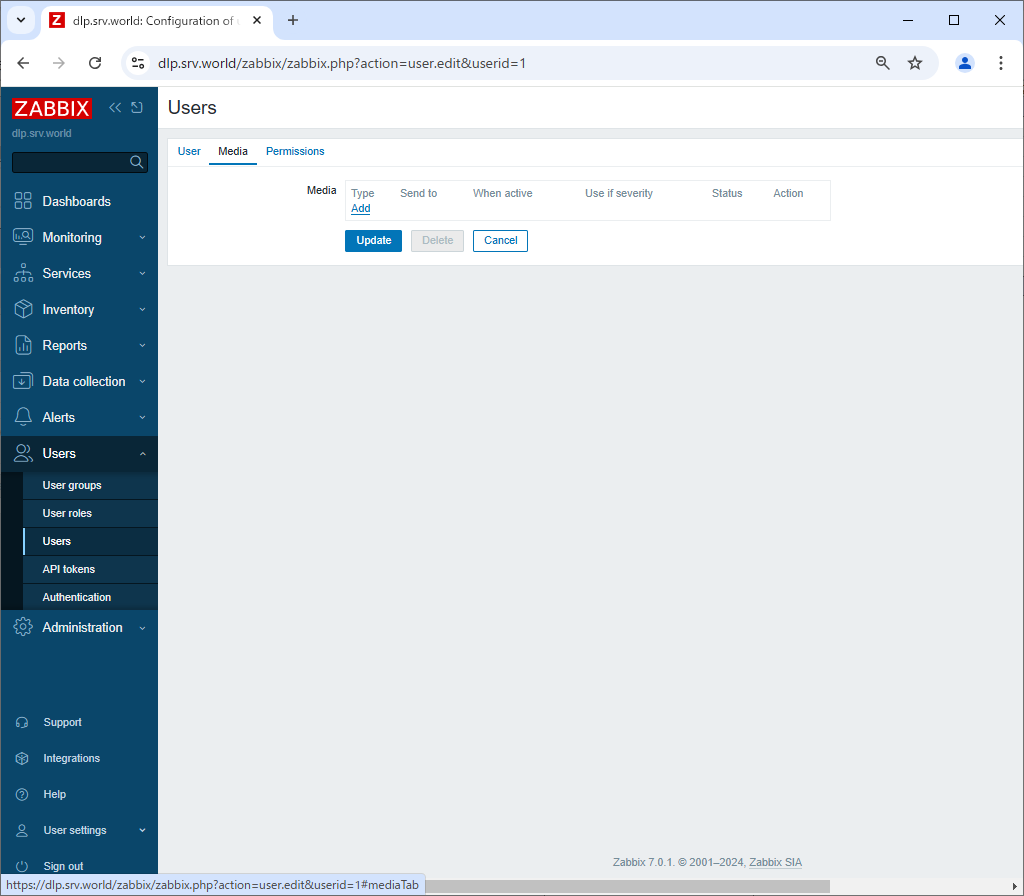 dlp.srv.world: Configuration of
dlp.srv.world/zabbix/zabbix.php?action=user.edit&userid=1
ZABBIX
dlp.srv.world
Dashboards
Monitoring
Services
Inventory
Reports
Data collection
Alerts
Users
User groups
User roles
Users
API tokens
Authentication
Administration
Support
Integrations
Help
User settings
Sign out
Users
User Media Permissions
Media Type Send to When active Use if severity Status Action
Add
Update Delete Cancel
Zabbix 7.0.1. © 2001–2024, Zabbix SIA
https://dlp.srv.world/zabbix/zabbix.php?action=user.edit&userid=1#mediaTab